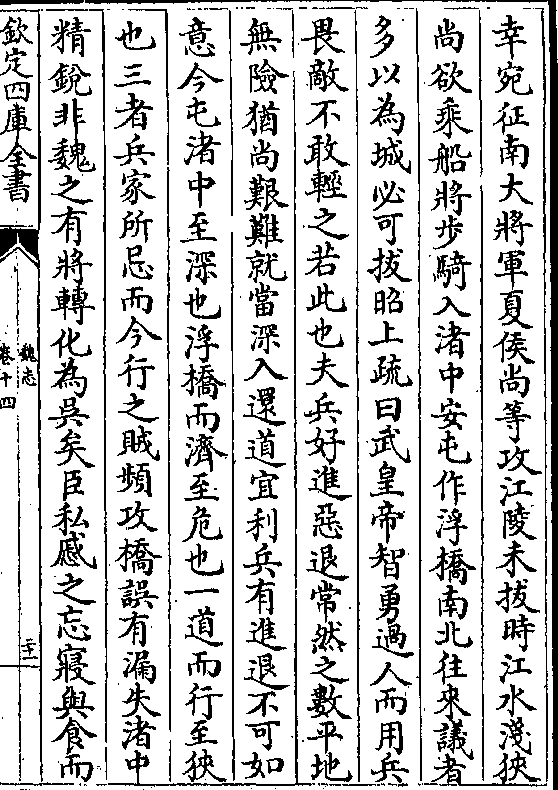 幸宛征南大將軍夏侯尚等攻江陵未拔時江水淺狹
尚欲乘船將步騎入渚中安屯作浮橋南北往來議者
多以為城必可拔昭上疏曰武皇帝智勇過人而用兵
畏敵不敢輕之若此也夫兵好進惡退常然之數平地
無險猶尚艱難就當深入還道宜利兵有進退不可如
意今屯渚中至深也浮橋而濟至危也一道而行至狹
也三者兵家所忌而今行之賊頻攻橋誤有漏失渚中
精銳非魏之有將轉化為吳矣臣私慼之忘寢與食而
欽定四庫全書
魏志
卷十四
二十一